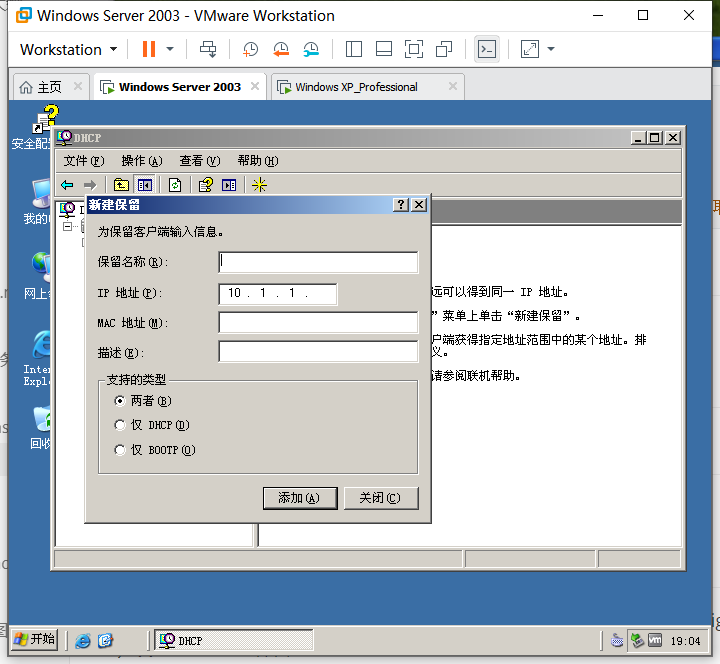 Windows Server 2003 - VMware Workstation
Workstation
主页
Windows Server 2003
Windows XP_Professional
安全配
DHCP
文件(F) 操作(A) 查看(V) 帮助(H)
我的
网上
Inter
Explo
回收
新建保留
为保留客户端输入信息。
保留名称(R):
IP 地址(P): 10 . 1 . 1 .
MAC 地址(M):
描述(E):
支持的类型
两者(B)
仅 DHCP(D)
仅 BOOTP(O)
添加(A) 关闭(C)
远可以得到同一 IP 地址。
”菜单上单击“新建保留”。
户端获得指定地址范围中的某个地址。排
义。
请参阅联机帮助。
开始
DHCP
19:04